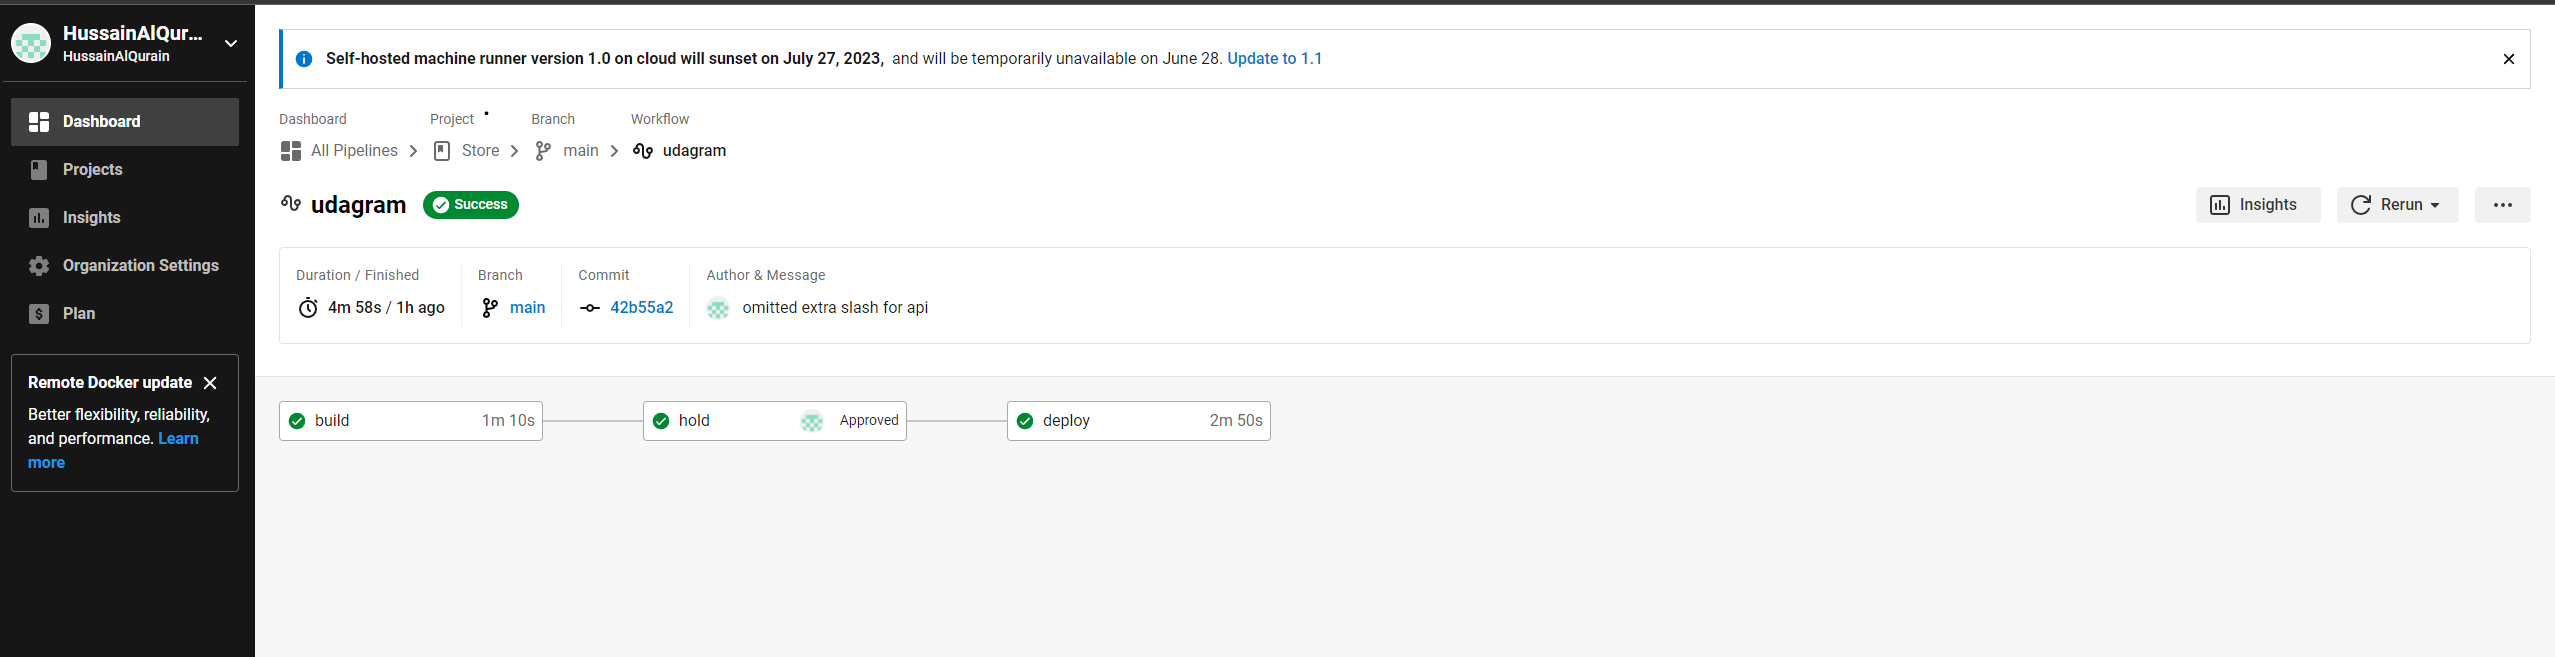 HussainAlQur...
HussainAlQurain
Dashboard
Projects
Insights
Organization Settings
Plan
Remote Docker update
Better flexibility, reliability,
and performance. Learn
more
Self-hosted machine runner version 1.0 on cloud will sunset on July 27, 2023, and will be temporarily unavailable on June 28. Update to 1.1
Dashboard Project Branch Workflow
All Pipelines Store main udagram
udagram Success Insights Rerun
Duration / Finished Branch Commit Author & Message
4m 58s / 1h ago main 42b55a2 omitted extra slash for api
build 1m 10s hold Approved deploy 2m 50s